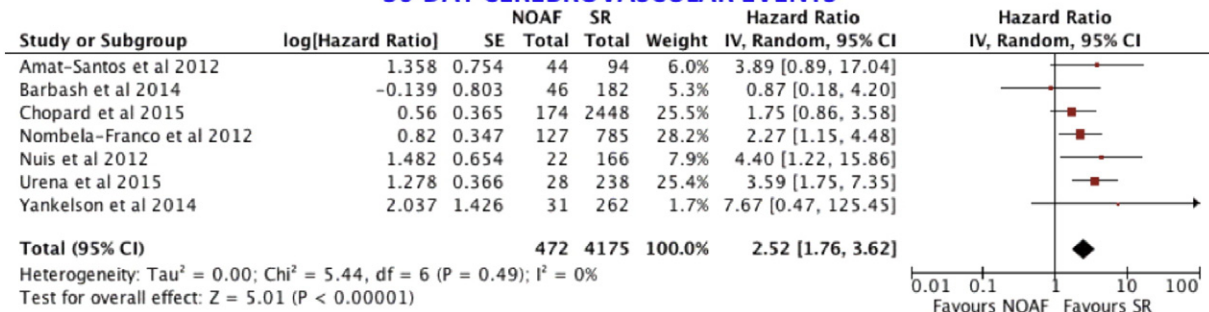 30-DAY CEREBROVASCULAR EVENTS
NOAF SR Hazard Ratio Hazard Ratio
Study or Subgroup log[Hazard Ratio] SE Total Total Weight IV, Random, 95% CI IV, Random, 95% CI
Amat-Santos et al 2012 1.358 0.754 44 94 6.0% 3.89 [0.89, 17.04]
Barbash et al 2014 -0.139 0.803 46 182 5.3% 0.87 [0.18, 4.20]
Chopard et al 2015 0.56 0.365 174 2448 25.5% 1.75 [0.86, 3.58]
Nombela-Franco et al 2012 0.82 0.347 127 785 28.2% 2.27 [1.15, 4.48]
Nuis et al 2012 1.482 0.654 22 166 7.9% 4.40 [1.22, 15.86]
Urena et al 2015 1.278 0.366 28 238 25.4% 3.59 [1.75, 7.35]
Yankelson et al 2014 2.037 1.426 31 262 1.7% 7.67 [0.47, 125.45]
Total (95% CI) 472 4175 100.0% 2.52 [1.76, 3.62]
Heterogeneity: Tau² = 0.00; Chi² = 5.44, df = 6 (P = 0.49); I² = 0%
Test for overall effect: Z = 5.01 (P < 0.00001)
0.01 0.1 1 10 100
Favours NOAF Favours SR